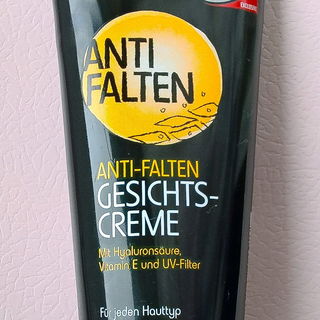 ANTI
FALTEN
ANTI-FALTEN
GESICHTS-
CREME
Mit Hyaluronsäure,
Vitamin E und UV-Filter
Für jeden Hauttyp